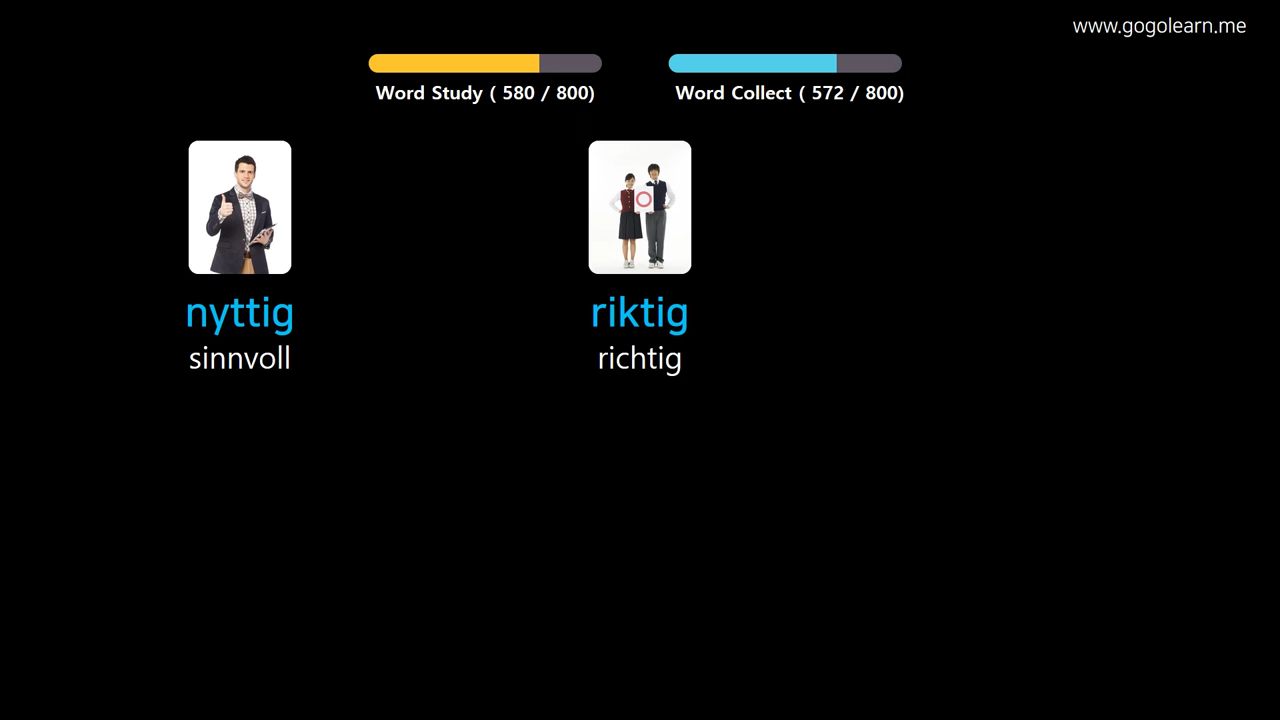 www.gogolearn.me
Word Study ( 580 / 800)
Word Collect ( 572 / 800)
nyttig
sinnvoll
riktig
richtig